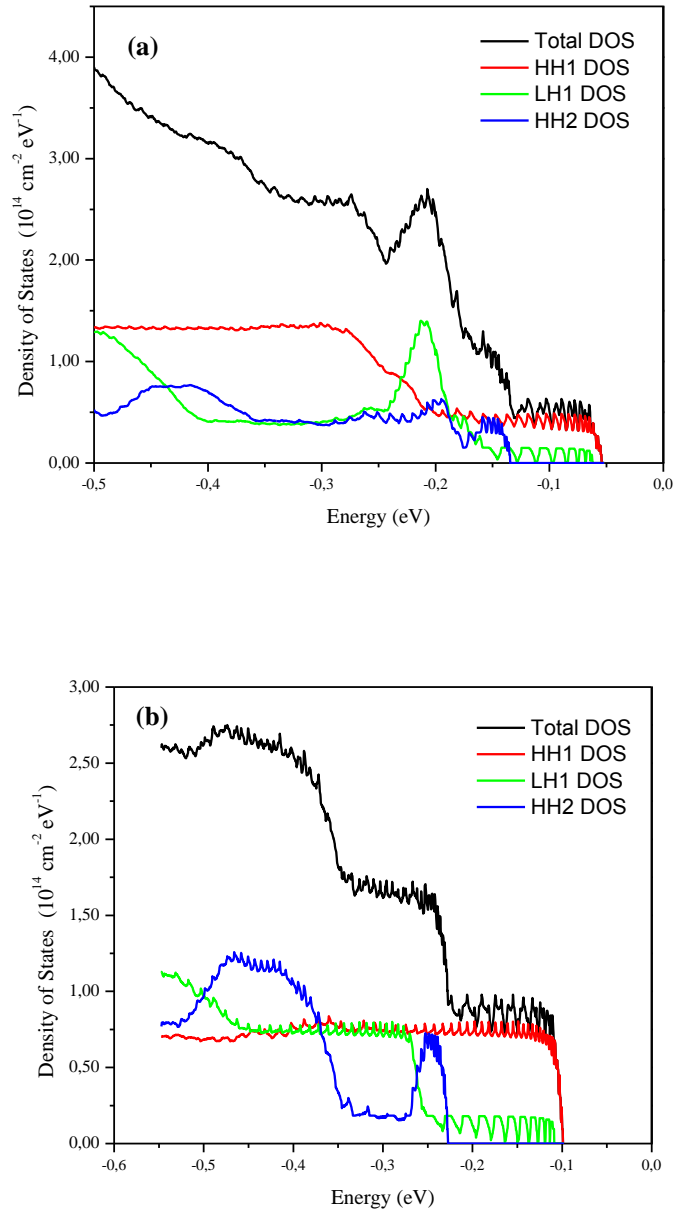 (a)
Total DOS
HH1 DOS
LH1 DOS
HH2 DOS
4,00
3,00
2,00
1,00
0,00
Density of States (10¹⁴ cm⁻² eV⁻¹)
-0,5 -0,4 -0,3 -0,2 -0,1 0,0
Energy (eV)
(b)
Total DOS
HH1 DOS
LH1 DOS
HH2 DOS
3,00
2,50
2,00
1,50
1,00
0,50
0,00
Density of States (10¹⁴ cm⁻² eV⁻¹)
-0,6 -0,5 -0,4 -0,3 -0,2 -0,1 0,0
Energy (eV)